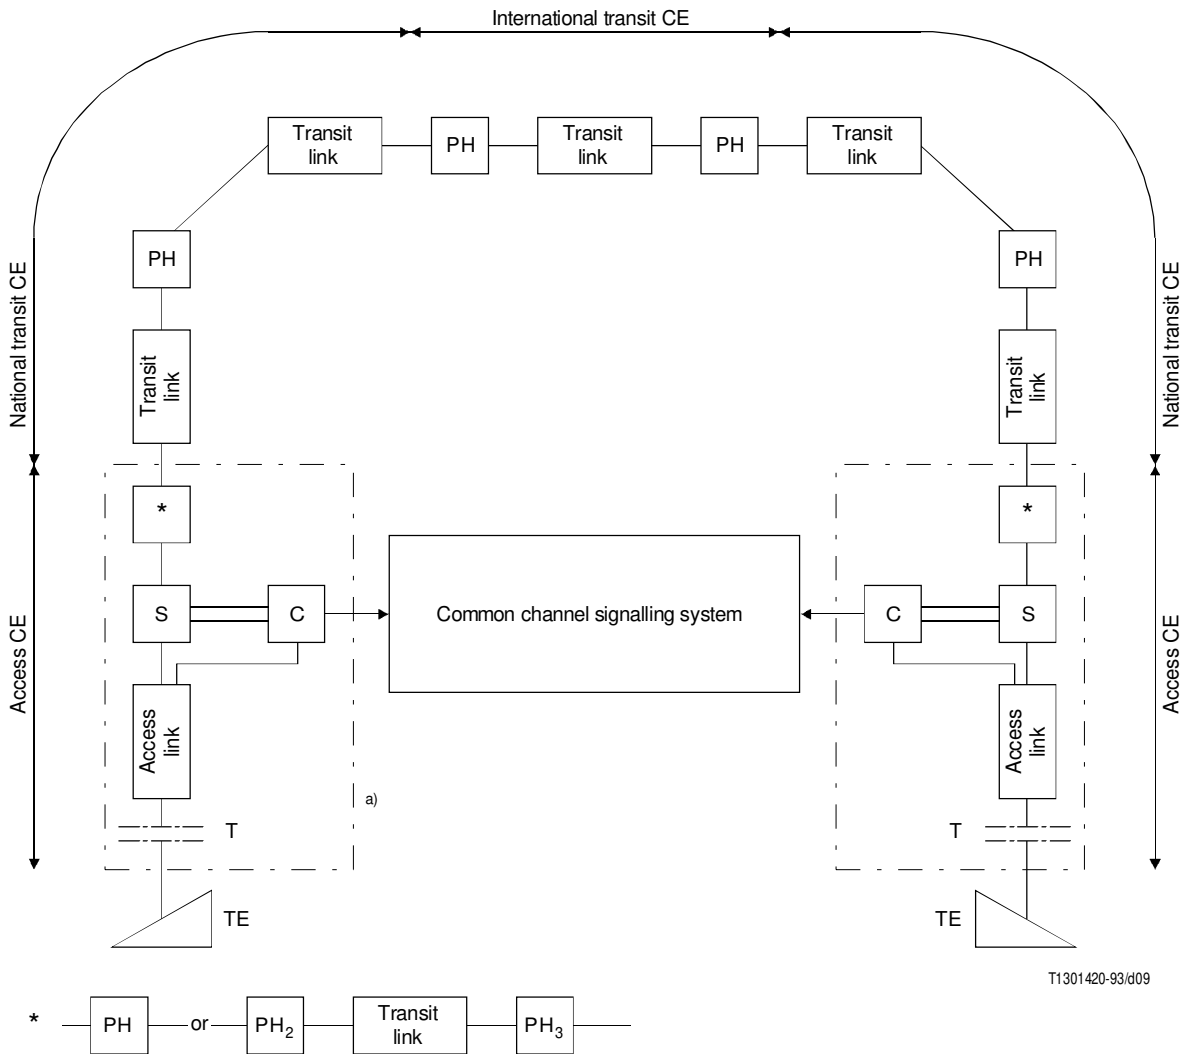 International transit CE
Transit
link
PH
Transit
link
PH
Transit
link
PH
PH
National transit CE
National transit CE
Transit
link
Transit
link
*
*
S
C
Common channel signalling system
C
S
Access CE
Access CE
Access
link
Access
link
a)
T
T
TE
TE
T1301420-93/d09
*
PH
or
PH2
Transit
link
PH3